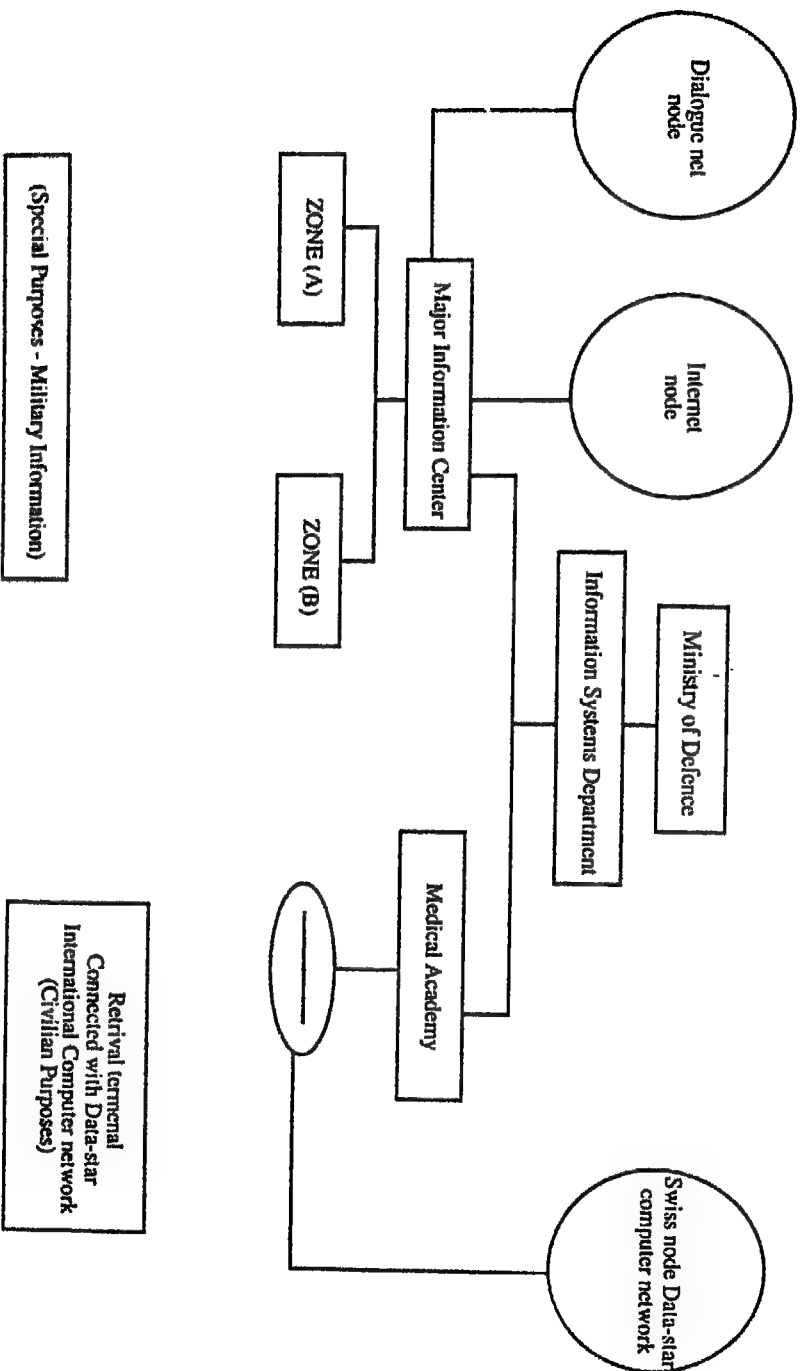 Dialogue net
node
Internet
node
Ministry of Defence
Information Systems Department
Swiss node Data-star
computer network
Major Information Center
Medical Academy
ZONE (A)
ZONE (B)
(Special Purposes - Military Information)
Retrival termenal
Connected with Data-star
International Computer network
(Civilian Purposes)